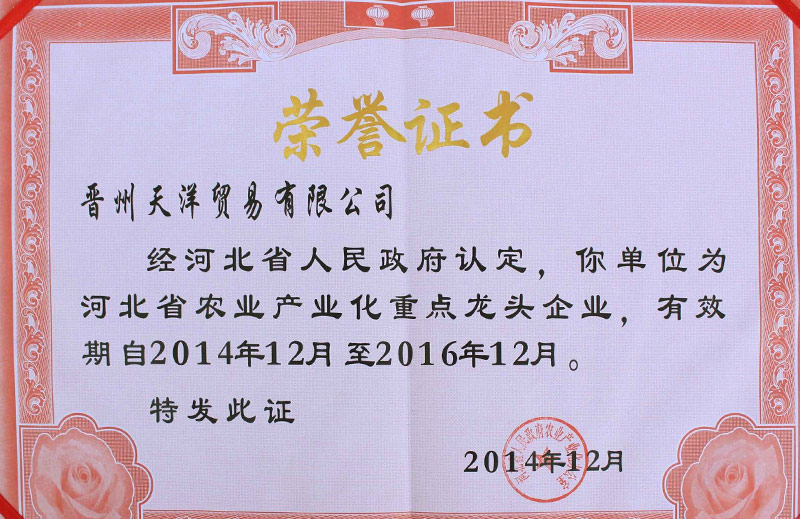 荣誉证书
晋州天洋贸易有限公司
经河北省人民政府认定，你单位为
河北省农业产业化重点龙头企业，有效
期自2014年12月至2016年12月。
特发此证
2014年12月